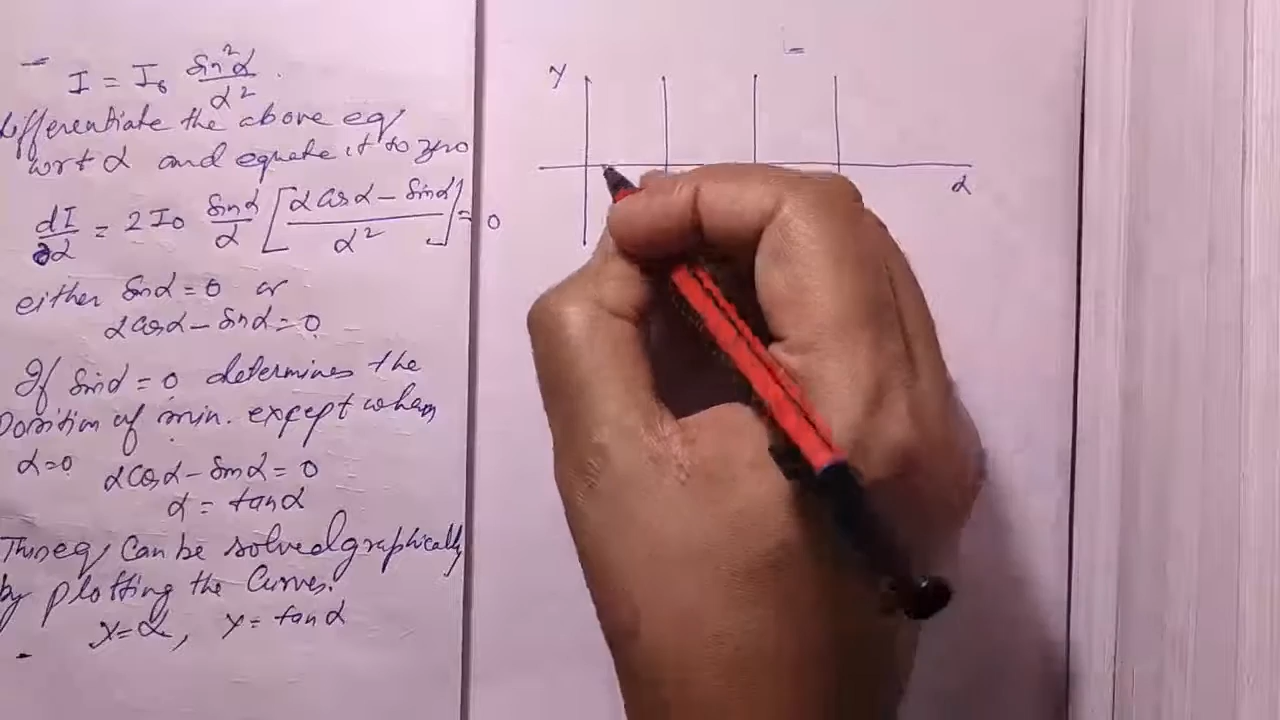 I = I₀ sin²α / α².
differentiate the above eq
wrt α and equate it to zero
dI/dα = 2I₀ sinα/α [(α cosα - sinα)/α²] = 0
either sinα = 0 or
α cosα - sinα = 0
If sinα = 0 determines the
Position of min. except when
α=0
α cosα - sinα = 0
α = tanα
This eq can be solved graphically
by plotting the curves.
y=α, y= tanα
y
α